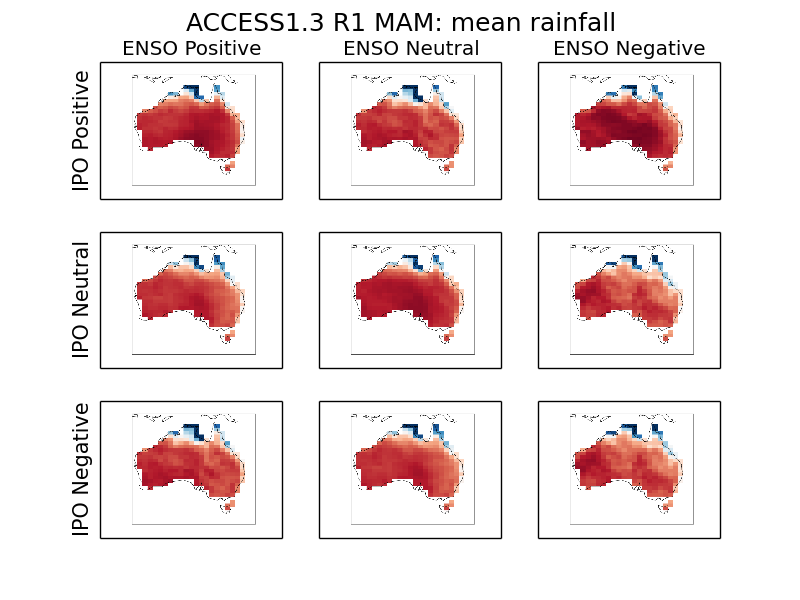 ACCESS1.3 R1 MAM: mean rainfall
ENSO Positive
ENSO Neutral
ENSO Negative
IPO Positive
IPO Neutral
IPO Negative